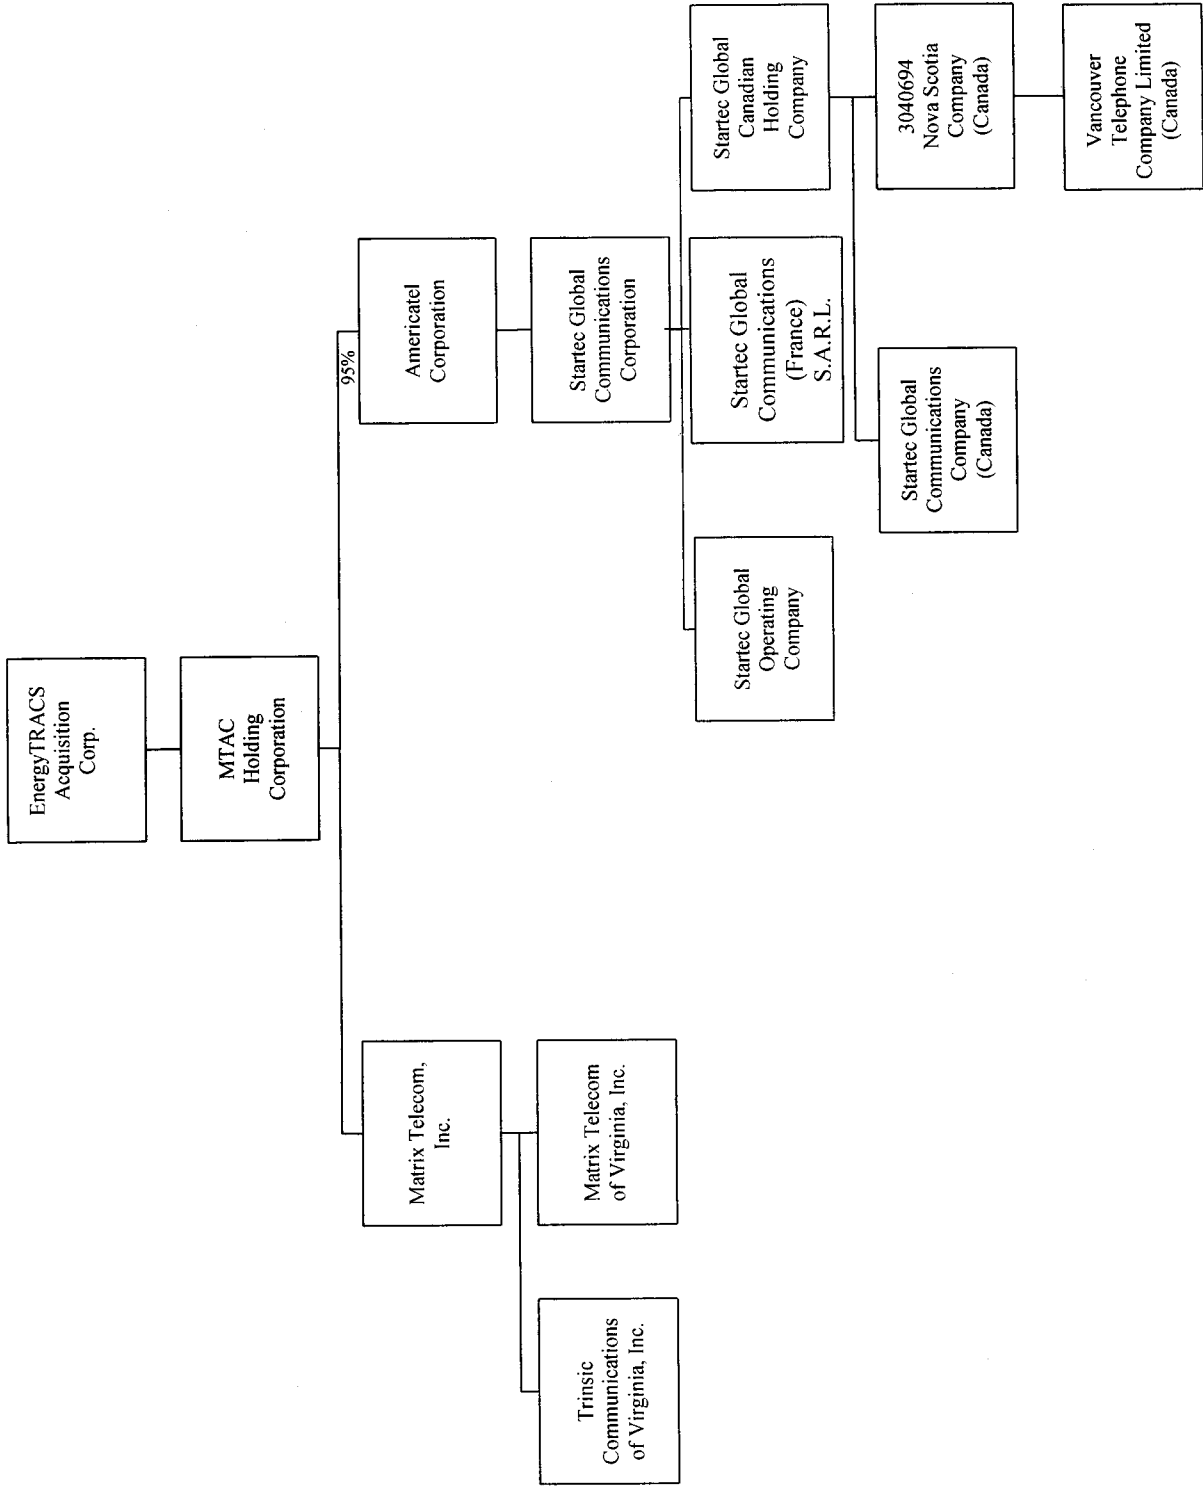 EnergyTRACS
Acquisition
Corp.
MTAC
Holding
Corporation
95%
Matrix Telecom,
Inc.
Americatel
Corporation
Trinsic
Communications
of Virginia, Inc.
Matrix Telecom
of Virginia, Inc.
Startec Global
Communications
Corporation
Startec Global
Operating
Company
Startec Global
Communications
(France)
S.A.R.L.
Startec Global
Canadian
Holding
Company
Startec Global
Communications
Company
(Canada)
3040694
Nova Scotia
Company
(Canada)
Vancouver
Telephone
Company Limited
(Canada)